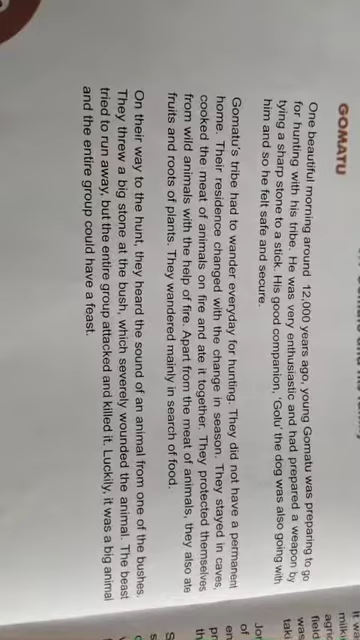 GOMATU
One beautiful morning around 12,000 years ago, young Gomatu was preparing to go
for hunting with his tribe. He was very enthusiastic and had prepared a weapon by
tying a sharp stone to a stick. His good companion, 'Golu' the dog was also going with
him and so he felt safe and secure.
Gomatu's tribe had to wander everyday for hunting. They did not have a permanent
home. Their residence changed with the change in season. They stayed in caves,
cooked the meat of animals on fire and ate it together. They protected themselves
from wild animals with the help of fire. Apart from the meat of animals, they also ate
fruits and roots of plants. They wandered mainly in search of food.
On their way to the hunt, they heard the sound of an animal from one of the bushes.
They threw a big stone at the bush, which severely wounded the animal. The beast
tried to run away, but the entire group attacked and killed it. Luckily, it was a big animal
and the entire group could have a feast.